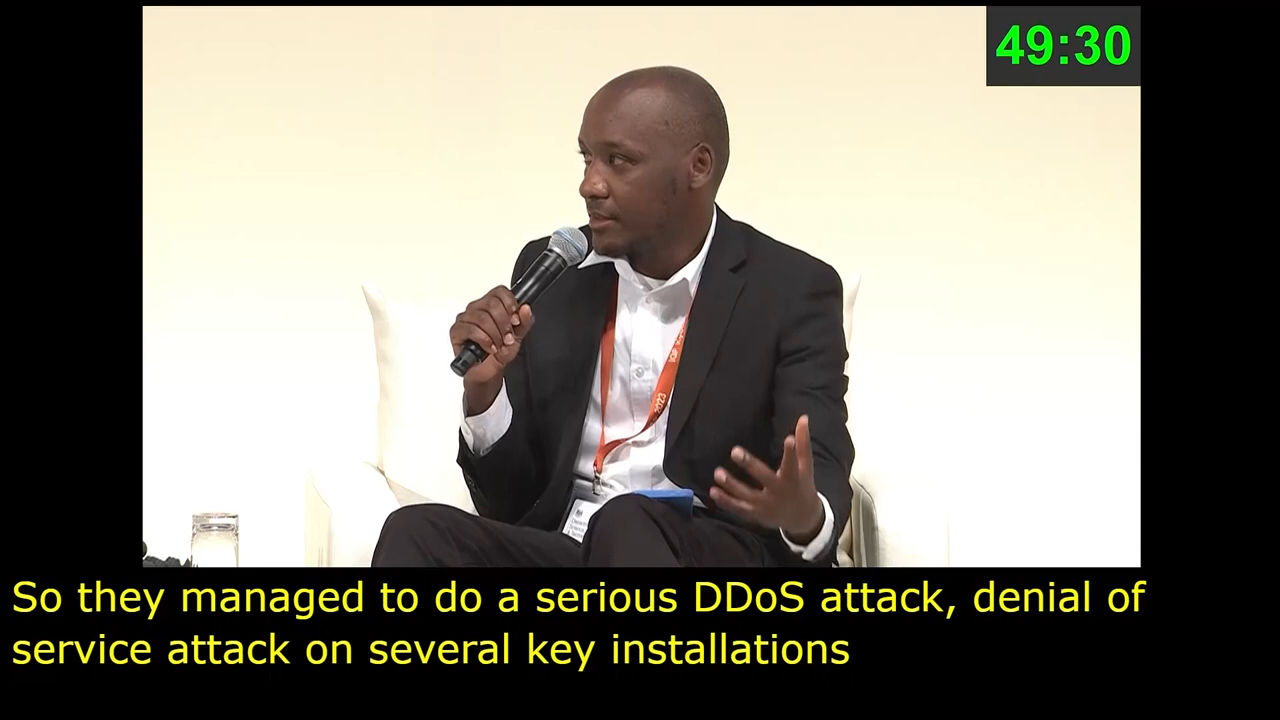 49:30
So they managed to do a serious DDoS attack, denial of
service attack on several key installations